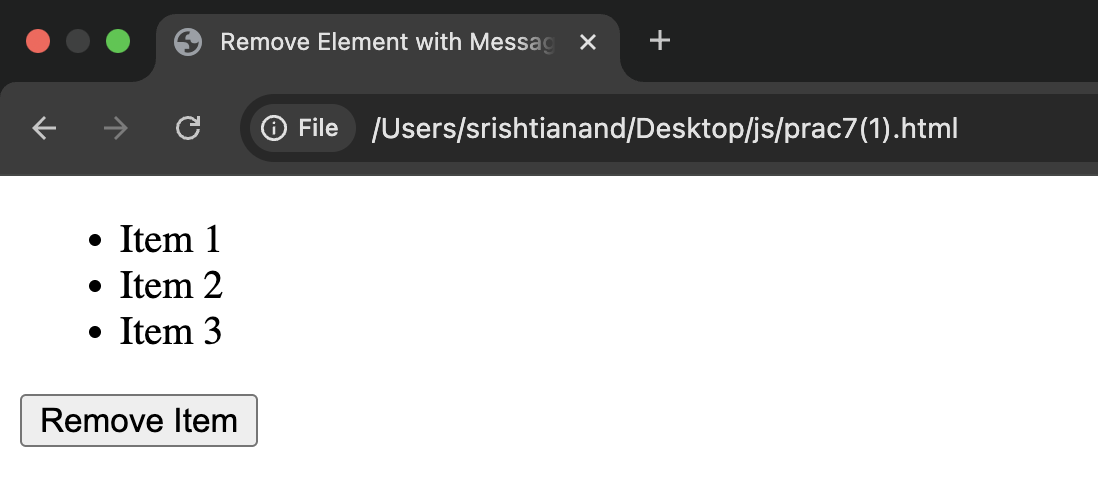 Remove Element with Messag
File /Users/srishtianand/Desktop/js/prac7(1).html
Item 1
Item 2
Item 3
Remove Item